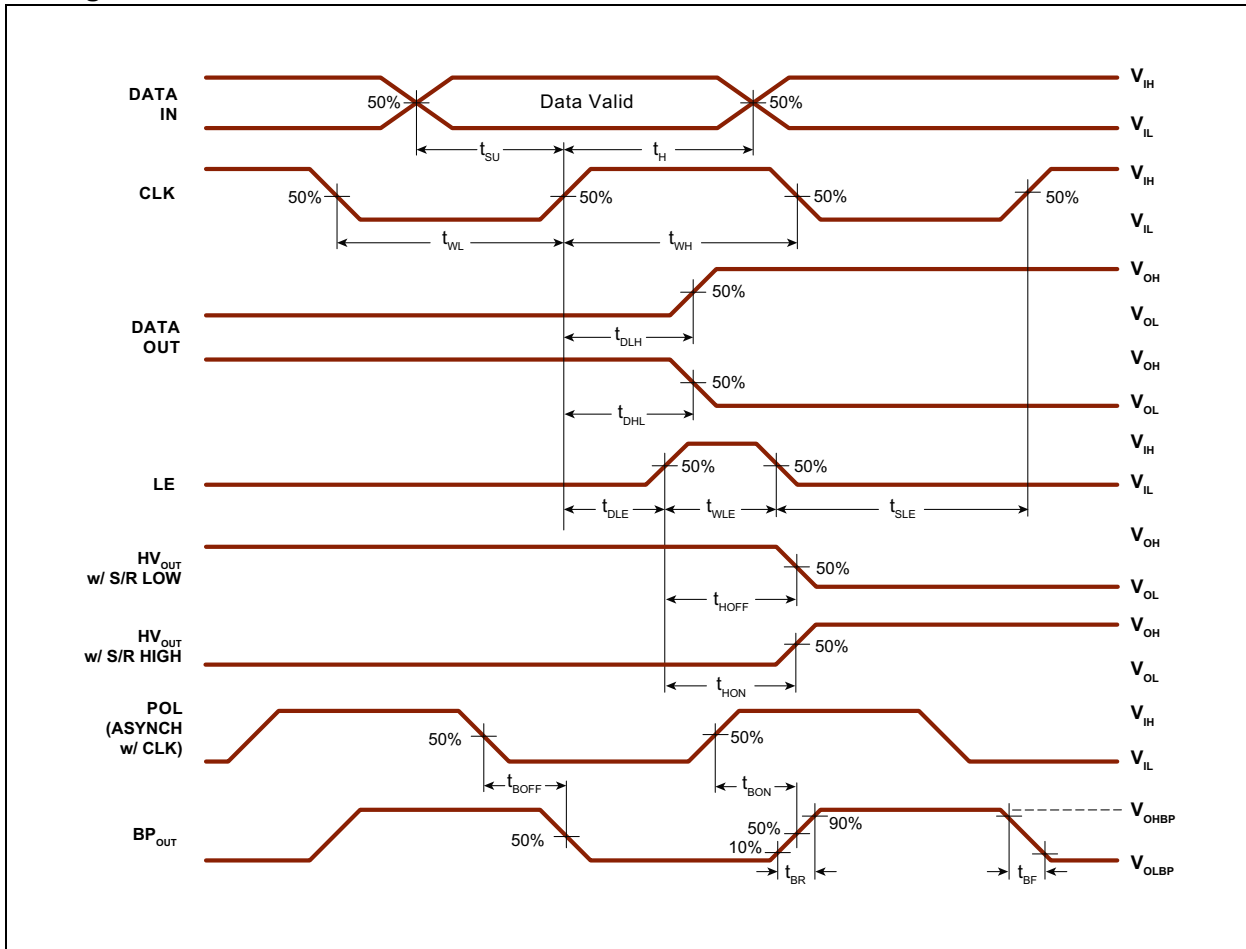 DATA
IN
50%
Data Valid
50%
V_IH
V_IL
t_SU
t_H
CLK
50%
50%
50%
50%
V_IH
V_IL
t_WL
t_WH
DATA
OUT
50%
V_OH
V_OL
t_DLH
50%
V_OH
V_OL
t_DHL
LE
50%
50%
V_IH
V_IL
t_DLE
t_WLE
t_SLE
HV_OUT
w/ S/R LOW
50%
V_OH
V_OL
t_HOFF
HV_OUT
w/ S/R HIGH
50%
V_OH
V_OL
t_HON
POL
(ASYNCH
w/ CLK)
50%
50%
V_IH
V_IL
t_BOFF
t_BON
BP_OUT
50%
50%
10%
90%
V_OHBP
V_OLBP
t_BR
t_BF